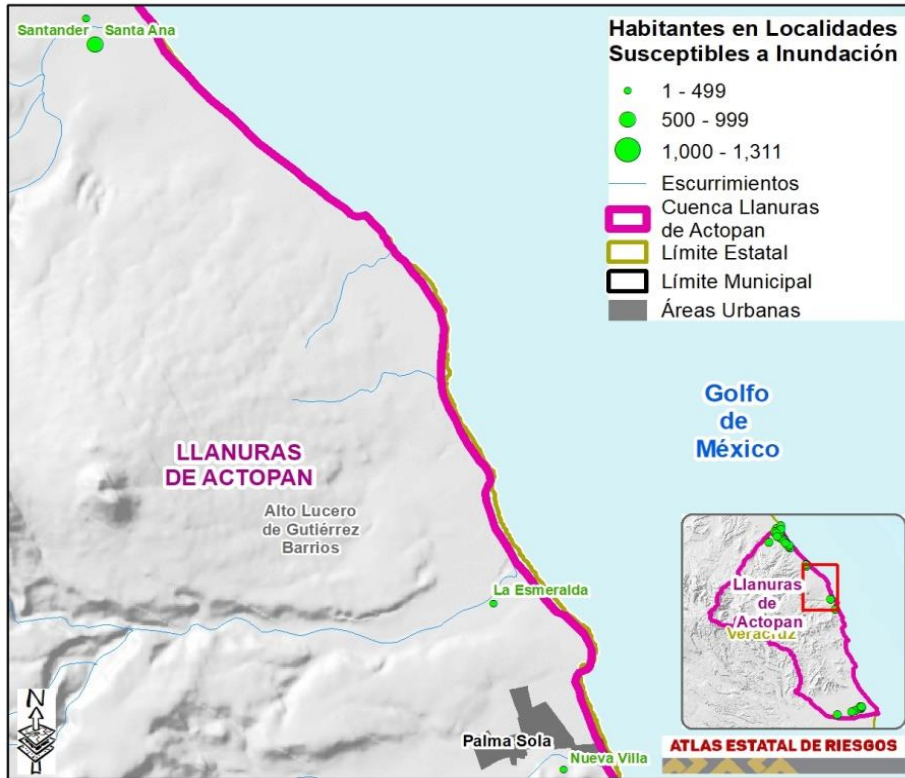 Santander
Santa Ana
Habitantes en Localidades
Susceptibles a Inundación
1 - 499
500 - 999
1,000 - 1,311
Escurrimientos
Cuenca Llanuras
de Actopan
Límite Estatal
Límite Municipal
Áreas Urbanas
Golfo
de
México
LLANURAS
DE ACTOPAN
Alto Lucero
de Gutiérrez
Barrios
La Esmeralda
Llanuras
de
Actopan
Veracruz
N
Palma Sola
Nueva Villa
ATLAS ESTATAL DE RIESGOS